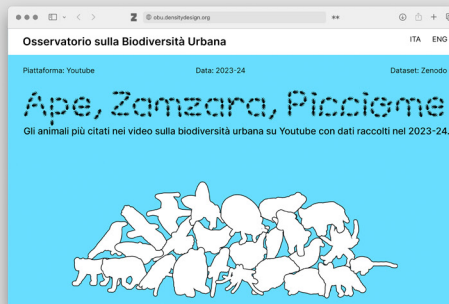 obu.densitydesign.org
Osservatorio sulla Biodiversità Urbana
ITA ENG
Piattaforma: Youtube
Data: 2023-24
Dataset: Zenodo
Ape, Zanzara, Piccione
Gli animali più citati nei video sulla biodiversità urbana su Youtube con dati raccolti nel 2023-24.